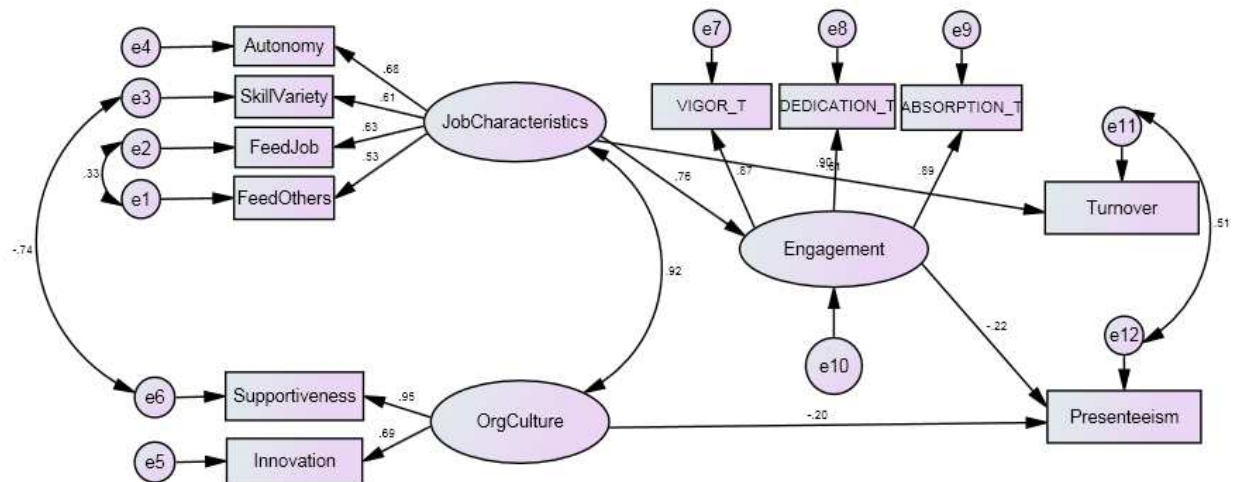 e4
Autonomy
.68
e3
SkillVariety
.61
e2
FeedJob
.63
.33
e1
FeedOthers
.53
-.74
JobCharacteristics
e7
e8
e9
VIGOR_T
DEDICATION_T
ABSORPTION_T
.87
.90
.89
.76
Engagement
e10
e11
Turnover
.51
.92
-.22
e12
Presenteeism
e6
Supportiveness
.95
OrgCulture
-.20
e5
Innovation
.69